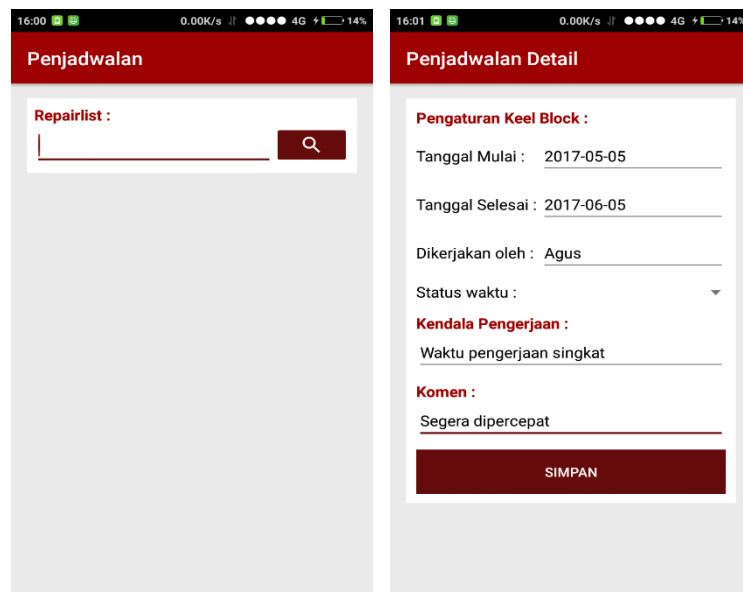 16:00 0.00K/s 4G 14%
Penjadwalan
Repairlist :
16:01 0.00K/s 4G 14%
Penjadwalan Detail
Pengaturan Keel Block :
Tanggal Mulai : 2017-05-05
Tanggal Selesai : 2017-06-05
Dikerjakan oleh : Agus
Status waktu :
Kendala Pengerjaan :
Waktu pengerjaan singkat
Komen :
Segera dipercepat
SIMPAN